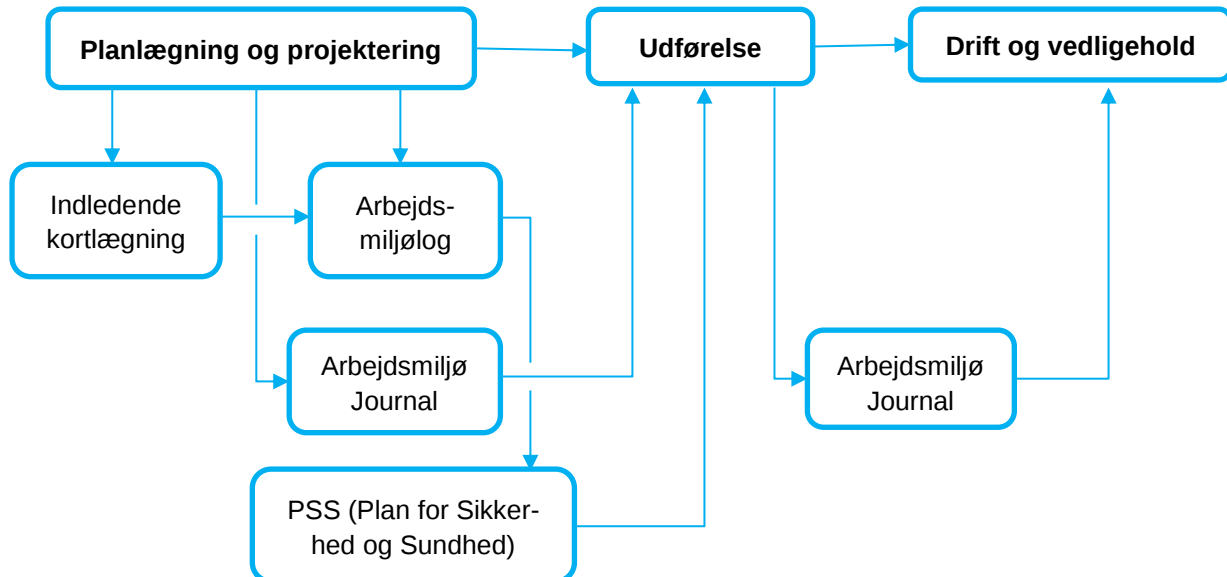 Planlægning og projektering
Udførelse
Drift og vedligehold
Indledende
kortlægning
Arbejds-
miljølog
Arbejdsmiljø
Journal
Arbejdsmiljø
Journal
PSS (Plan for Sikker-
hed og Sundhed)